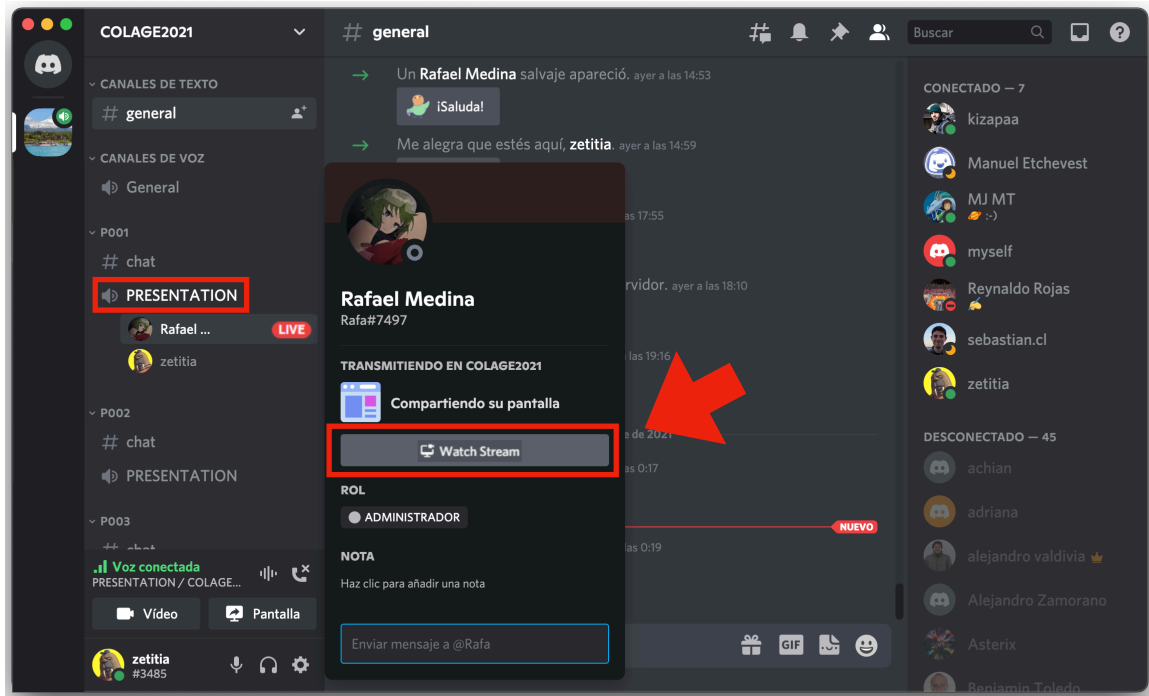 COLAGE2021
CANALES DE TEXTO
general
CANALES DE VOZ
General
P001
chat
PRESENTATION
Rafael ...
LIVE
zetitia
P002
chat
PRESENTATION
P003
chat
Voz conectada
PRESENTATION / COLAGE...
Vídeo
Pantalla
zetitia
#3485
general
Buscar
Un Rafael Medina salvaje apareció. ayer a las 14:53
¡Saluda!
Me alegra que estés aquí, zetitia. ayer a las 14:59
as 17:55
rvidor. ayer a las 18:10
las 19:16
e de 2021
as 0:17
NUEVO
las 0:19
GIF
Rafael Medina
Rafa#7497
TRANSMITIENDO EN COLAGE2021
Compartiendo su pantalla
Watch Stream
ROL
ADMINISTRADOR
NOTA
Haz clic para añadir una nota
Enviar mensaje a @Rafa
CONECTADO — 7
kizapaa
Manuel Etchevest
MJ MT
:-)
myself
Reynaldo Rojas
sebastian.cl
zetitia
DESCONECTADO — 45
achian
adriana
alejandro valdivia
Alejandro Zamorano
Asterix
Benjamin Toledo